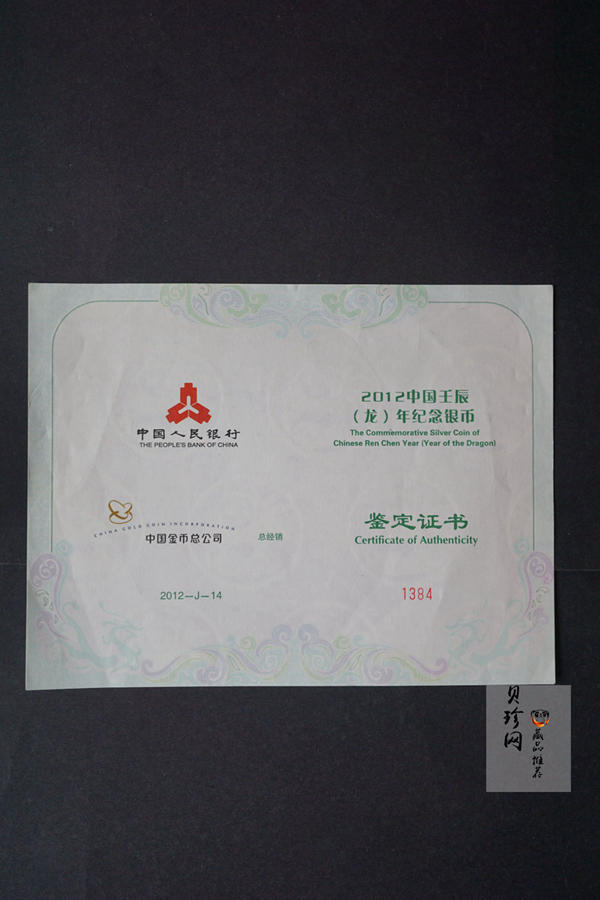 中国人民银行
THE PEOPLE'S BANK OF CHINA
2012中国壬辰
（龙）年纪念银币
The Commemorative Silver Coin of
Chinese Ren Chen Year (Year of the Dragon)
CHINA GOLD COIN INCORPORATION
中国金币总公司
总经销
鉴定证书
Certificate of Authenticity
2012—J—14
1384
贝珍网
藏品推荐